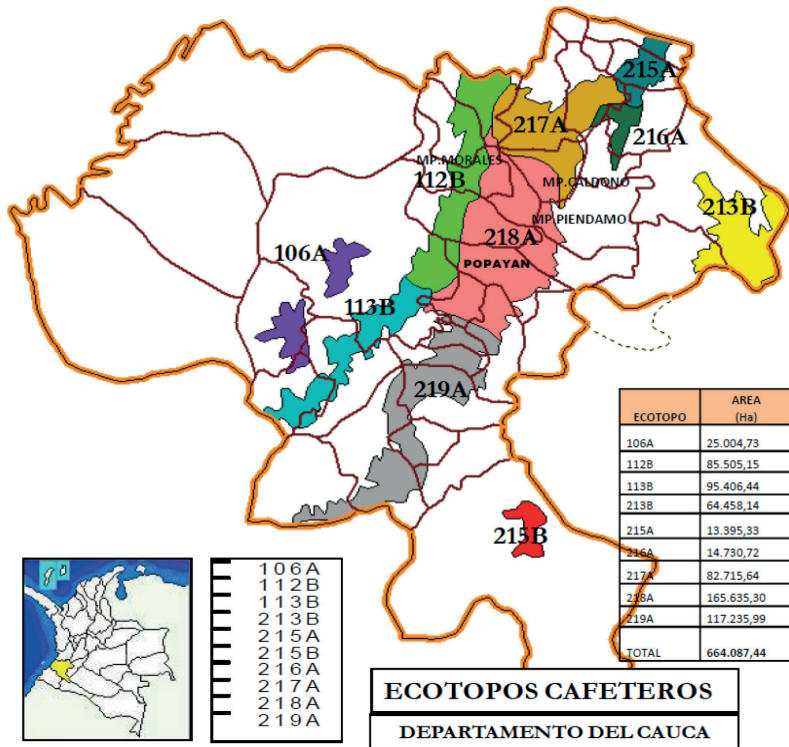 215A
217A
216A
MP.MORALES
112B
MP.CALDONO
213B
MP.PIENDAMO
218A
106A
POPAYAN
113B
219A
215B
ECOTOPO AREA (Ha)
106A 25.004,73
112B 85.505,15
113B 95.406,44
213B 64.458,14
215A 13.395,33
216A 14.730,72
217A 82.715,64
218A 165.635,30
219A 117.235,99
TOTAL 664.087,44
106A
112B
113B
213B
215A
215B
216A
217A
218A
219A
ECOTOPOS CAFETEROS
DEPARTAMENTO DEL CAUCA